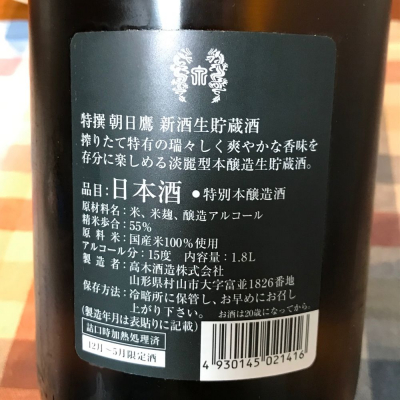 特撰 朝日鷹 新酒生貯蔵酒
搾りたて特有の瑞々しく爽やかな香味を
存分に楽しめる淡麗型本醸造生貯蔵酒。
品目：日本酒 ●特別本醸造酒
原材料名：米、米麹、醸造アルコール
精米歩合：55%
原料米：国産米100%使用
アルコール分：15度 内容量：1.8L
製造者：高木酒造株式会社
山形県村山市大字富並1826番地
保存方法：冷暗所に保管し、お早めにお召し
上がり下さい。 お酒は20歳になってから。
(製造年月は表貼りに記載)
詰口時加熱処理済
12月〜5月限定酒
4 930145 021416